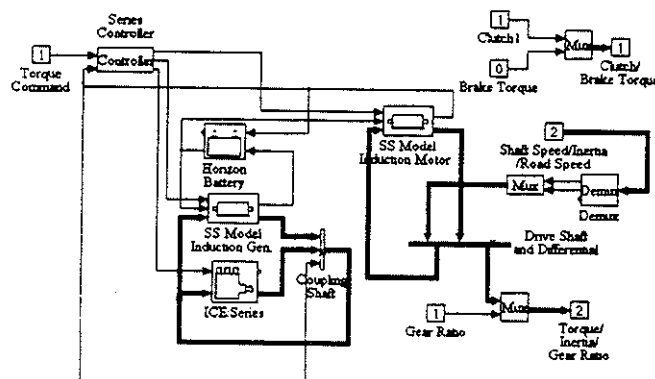 Series
Controller
1
Controller
Torque
Command
Horizon
Battery
SS Model
Induction Gen.
ICE Series
Coupling
Shaft
SS Model
Induction Motor
1
Clutch1
0
Brake Torque
Mux
1
Clutch/
Brake Torque
2
Shaft Speed/Inertia
/Road Speed
Mux
Demux
Demux
Drive Shaft
and Differential
1
Gear Ratio
Mux
2
Torque/
Inertia/
Gear Ratio